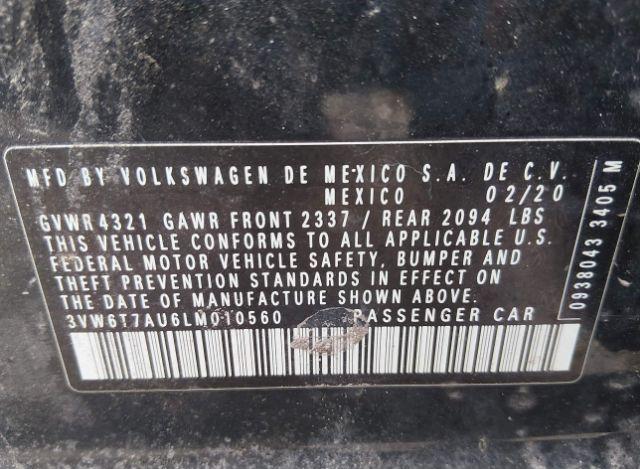 MFD BY VOLKSWAGEN DE MEXICO S.A. DE C.V.
MEXICO 02/20
GVWR 4321 GAWR FRONT 2337 / REAR 2094 LBS
THIS VEHICLE CONFORMS TO ALL APPLICABLE U.S.
FEDERAL MOTOR VEHICLE SAFETY, BUMPER AND
THEFT PREVENTION STANDARDS IN EFFECT ON
THE DATE OF MANUFACTURE SHOWN ABOVE.
3VW6T7AU6LM010560 PASSENGER CAR
0938043 3405 M